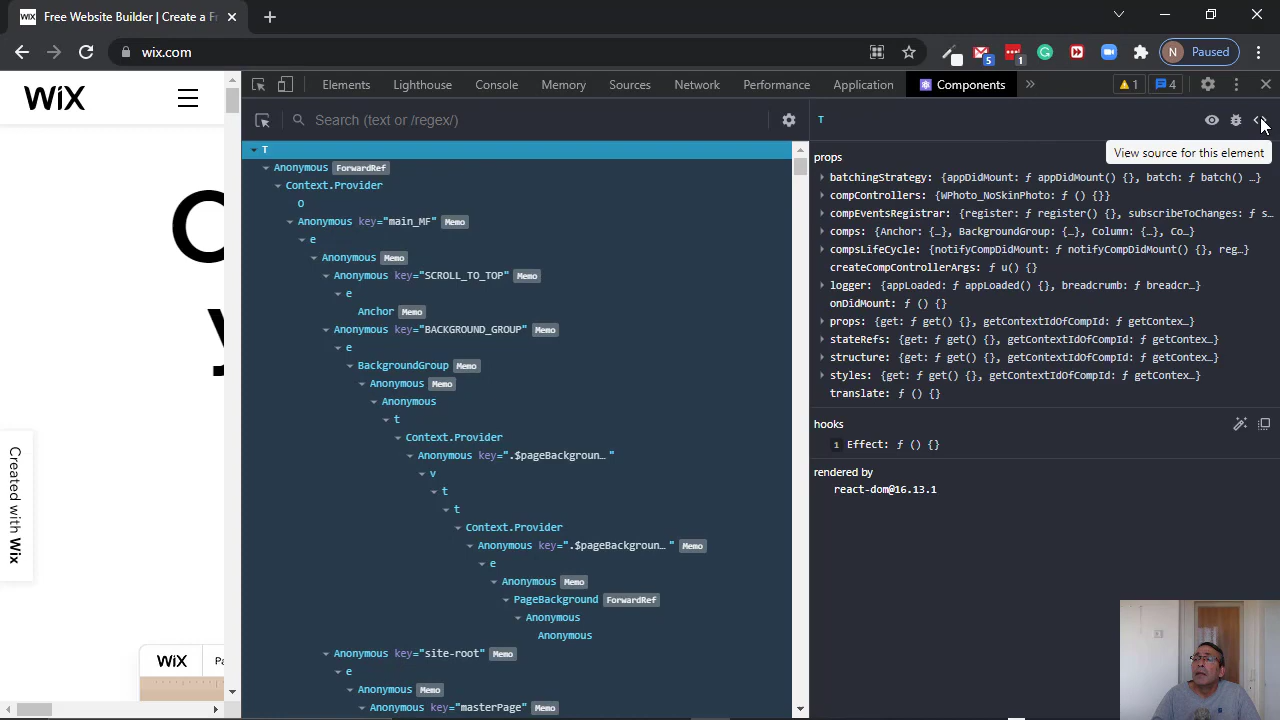 WiX Free Website Builder | Create a Fr
wix.com
5
1
N Paused
WiX
Elements Lighthouse Console Memory Sources Network Performance Application Components » 1 4
Search (text or /regex/)
T
View source for this element
T
Anonymous ForwardRef
Context.Provider
O
Anonymous key="main_MF" Memo
e
Anonymous Memo
Anonymous key="SCROLL_TO_TOP" Memo
e
Anchor Memo
Anonymous key="BACKGROUND_GROUP" Memo
e
BackgroundGroup Memo
Anonymous Memo
Anonymous
t
Context.Provider
Anonymous key=".$pageBackgroun…" 
v
t
t
Context.Provider
Anonymous key=".$pageBackgroun…" Memo
e
Anonymous Memo
PageBackground ForwardRef
Anonymous
Anonymous
Anonymous key="site-root" Memo
e
Anonymous Memo
Anonymous key="masterPage" Memo
props
batchingStrategy: {appDidMount: ƒ appDidMount() {}, batch: ƒ batch() …}
compControllers: {WPhoto_NoSkinPhoto: ƒ () {}}
compEventsRegistrar: {register: ƒ register() {}, subscribeToChanges: ƒ s…
comps: {Anchor: {…}, BackgroundGroup: {…}, Column: {…}, Co…}
compsLifeCycle: {notifyCompDidMount: ƒ notifyCompDidMount() {}, reg…}
createCompControllerArgs: ƒ u() {}
logger: {appLoaded: ƒ appLoaded() {}, breadcrumb: ƒ breadcr…}
onDidMount: ƒ () {}
props: {get: ƒ get() {}, getContextIdOfCompId: ƒ getContex…}
stateRefs: {get: ƒ get() {}, getContextIdOfCompId: ƒ getContex…}
structure: {get: ƒ get() {}, getContextIdOfCompId: ƒ getContex…}
styles: {get: ƒ get() {}, getContextIdOfCompId: ƒ getContex…}
translate: ƒ () {}
hooks
1 Effect: ƒ () {}
rendered by
react-dom@16.13.1
C
y
Created with Wix
WiX Pa